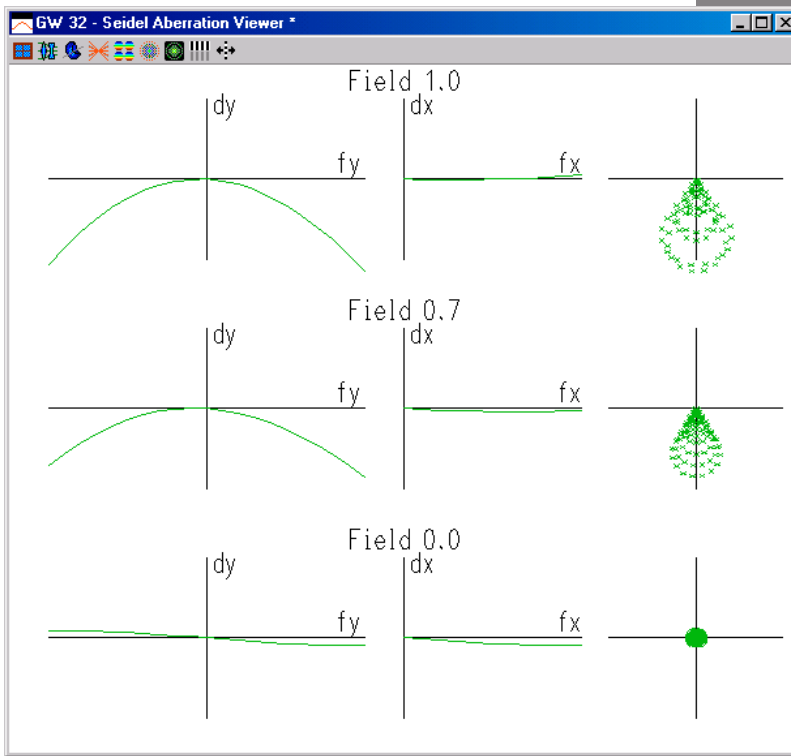 GW 32 - Seidel Aberration Viewer *
Field 1.0
dy
dx
fy
fx
Field 0.7
dy
dx
fy
fx
Field 0.0
dy
dx
fy
fx